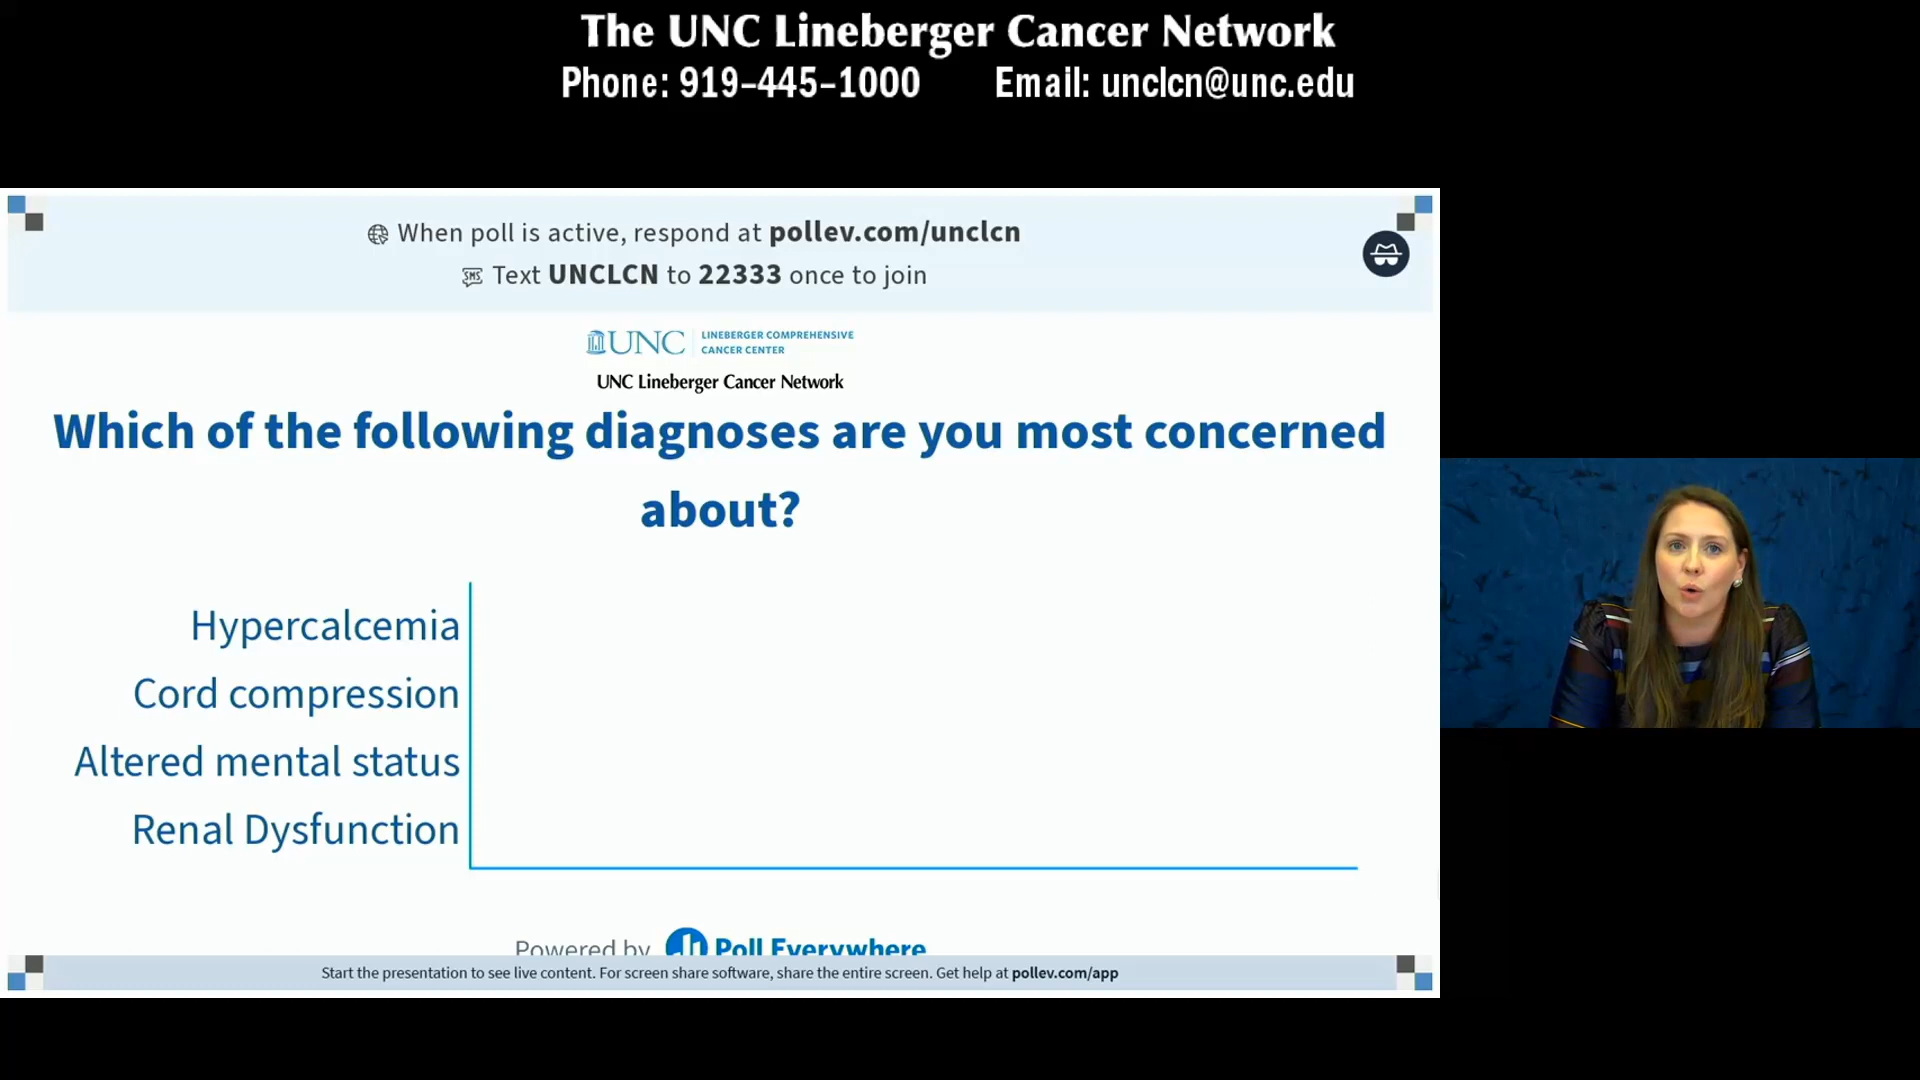 The UNC Lineberger Cancer Network
Phone: 919-445-1000 Email: unclcn@unc.edu
When poll is active, respond at pollev.com/unclcn
SMS Text UNCLCN to 22333 once to join
UNC LINEBERGER COMPREHENSIVE
CANCER CENTER
UNC Lineberger Cancer Network
Which of the following diagnoses are you most concerned
about?
Hypercalcemia
Cord compression
Altered mental status
Renal Dysfunction
Powered by Poll Everywhere
Start the presentation to see live content. For screen share software, share the entire screen. Get help at pollev.com/app